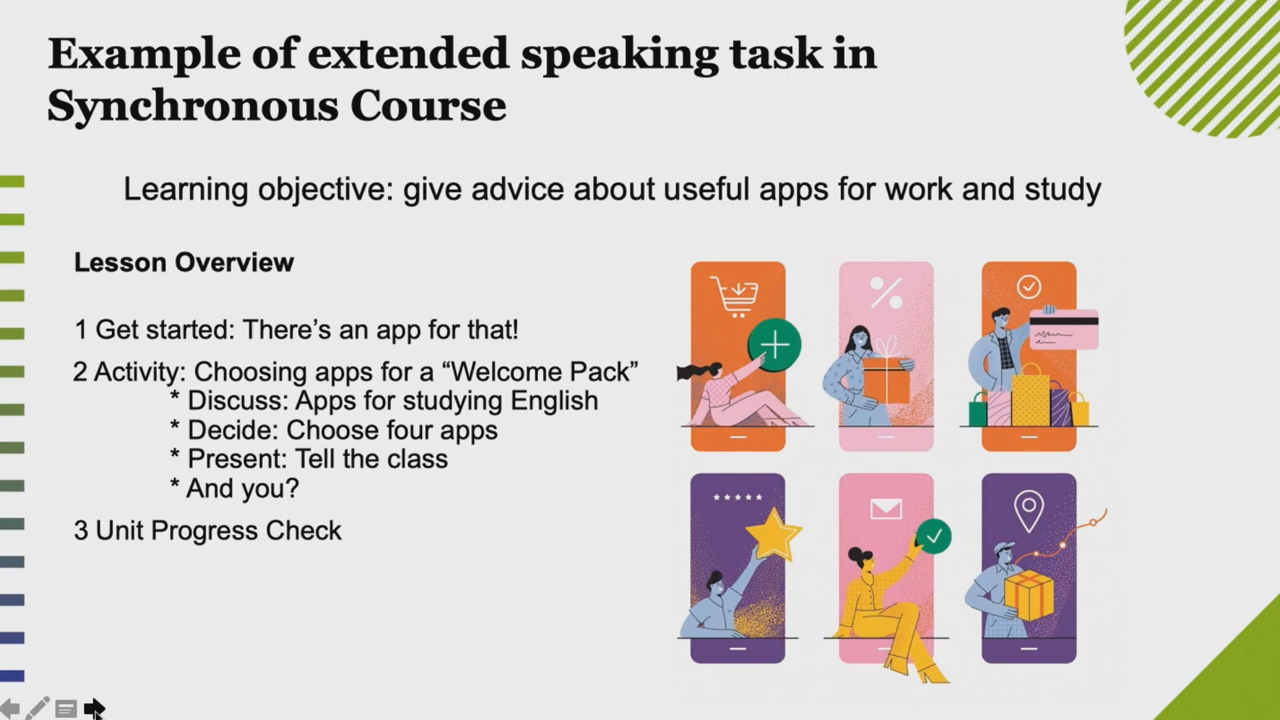 Example of extended speaking task in
Synchronous Course
Learning objective: give advice about useful apps for work and study
Lesson Overview
1 Get started: There’s an app for that!
2 Activity: Choosing apps for a “Welcome Pack”
* Discuss: Apps for studying English
* Decide: Choose four apps
* Present: Tell the class
* And you?
3 Unit Progress Check